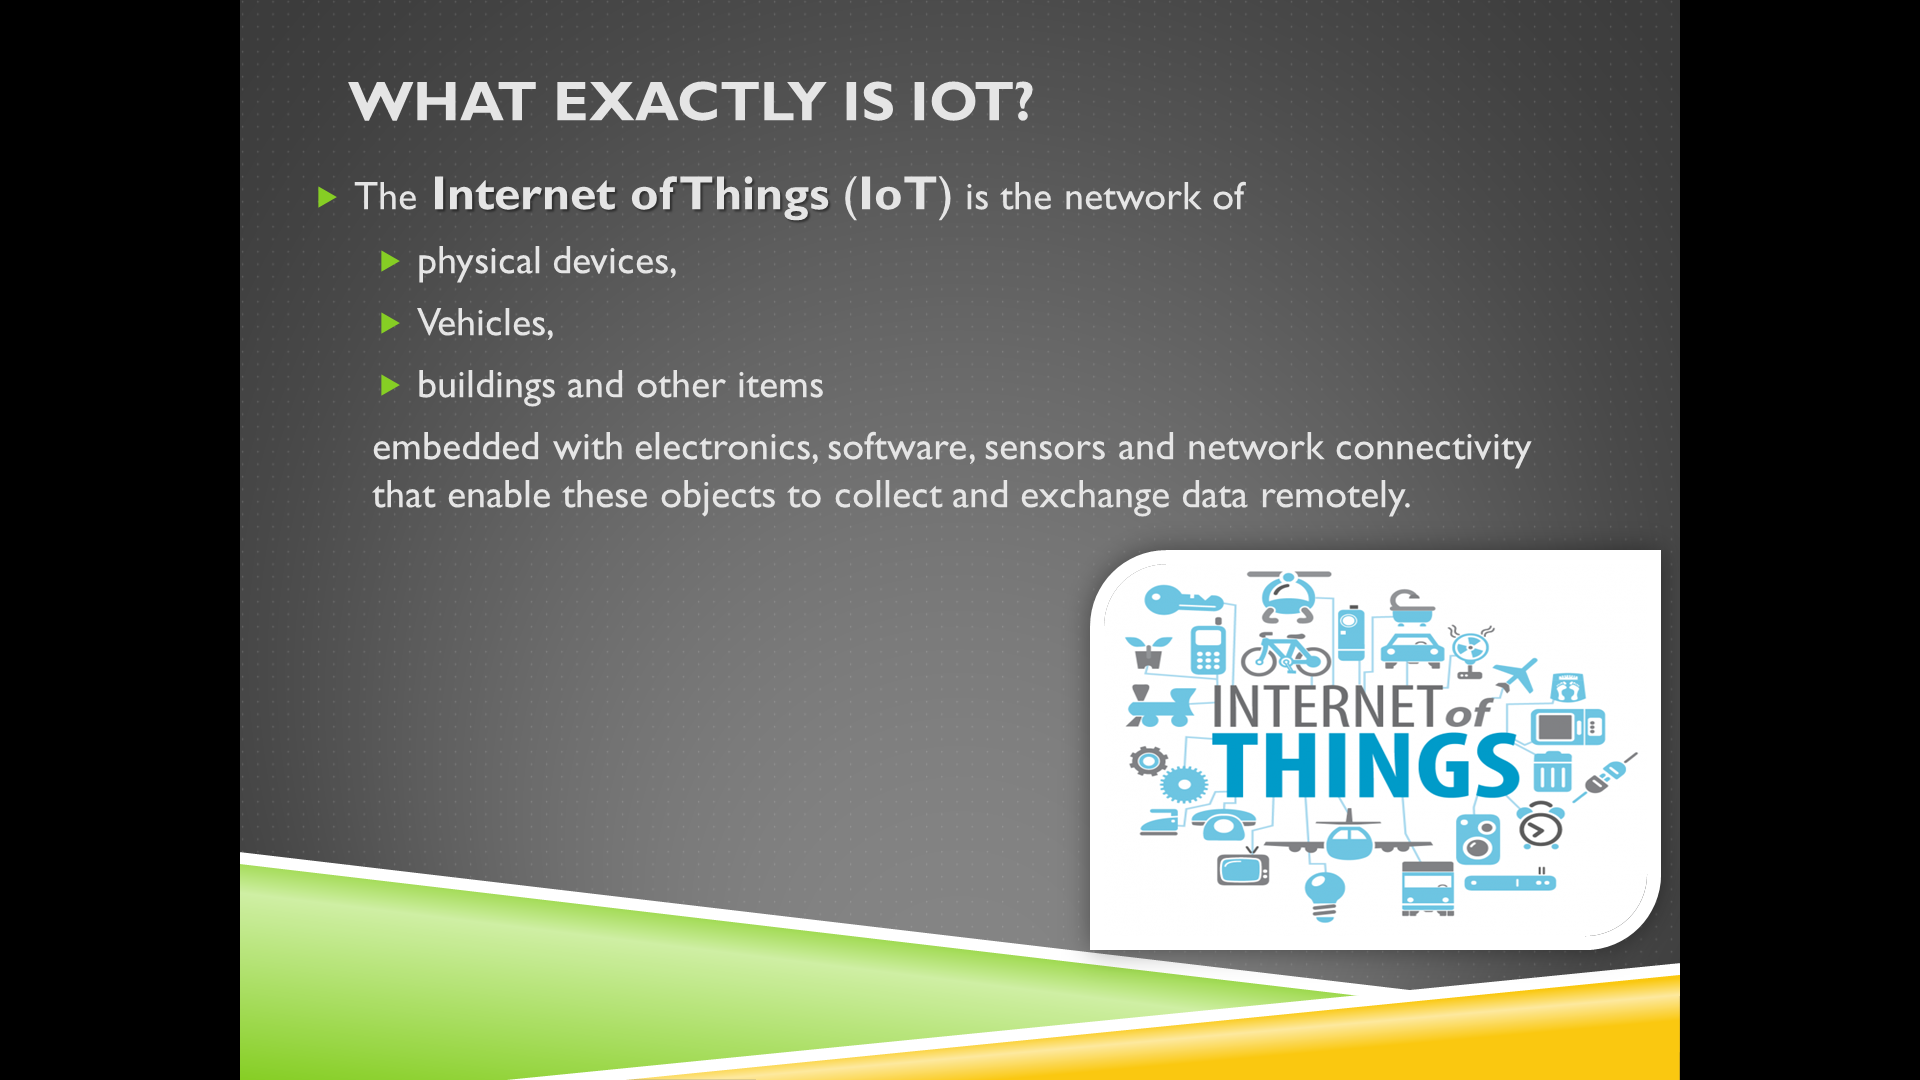 WHAT EXACTLY IS IOT?
The Internet of Things (IoT) is the network of
physical devices,
Vehicles,
buildings and other items
embedded with electronics, software, sensors and network connectivity
that enable these objects to collect and exchange data remotely.
INTERNET of
THINGS